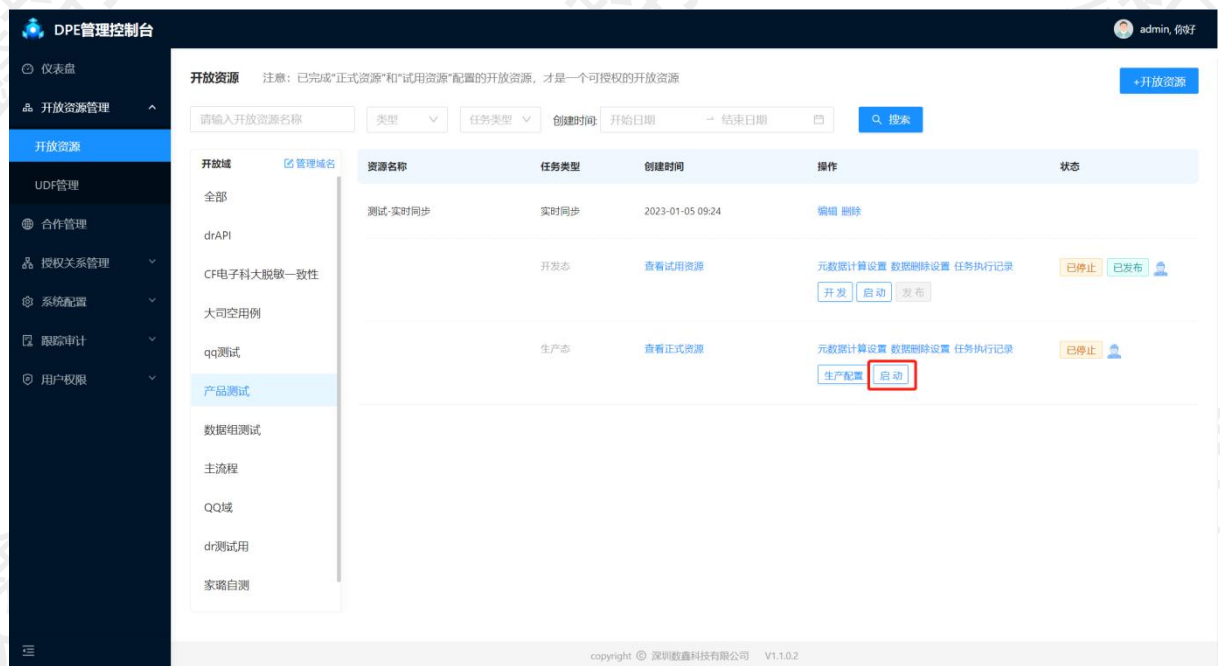 DPE管理控制台
admin, 你好
仪表盘
开放资源管理
开放资源
UDF管理
合作管理
授权关系管理
系统配置
跟踪审计
用户权限
开放资源 注意：已完成"正式资源"和"试用资源"配置的开放资源，才是一个可授权的开放资源
+开放资源
请输入开放资源名称 类型 任务类型 创建时间: 开始日期 → 结束日期 搜索
开放域 管理域名
全部
drAPI
CF电子科大脱敏一致性
大司空用例
qq测试
产品测试
数据组测试
主流程
QQ域
dr测试用
家璐自测
资源名称 任务类型 创建时间 操作 状态
测试-实时同步 实时同步 2023-01-05 09:24 编辑 删除
开发态 查看试用资源 元数据计算设置 数据删除设置 任务执行记录 已停止 已发布
开发 启动 发布
生产态 查看正式资源 元数据计算设置 数据删除设置 任务执行记录 已停止
生产配置 启动
copyright © 深圳数鑫科技有限公司 V1.1.0.2